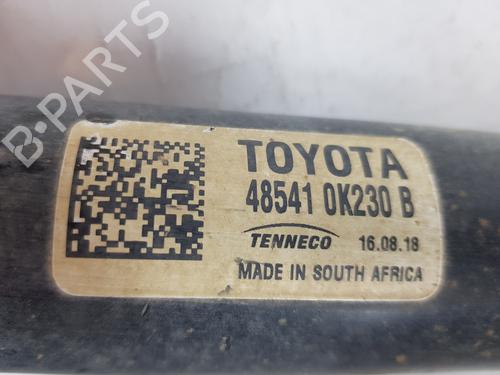 B-PARTS
TOYOTA
48541 0K230 B
TENNECO 16.08.18
MADE IN SOUTH AFRICA